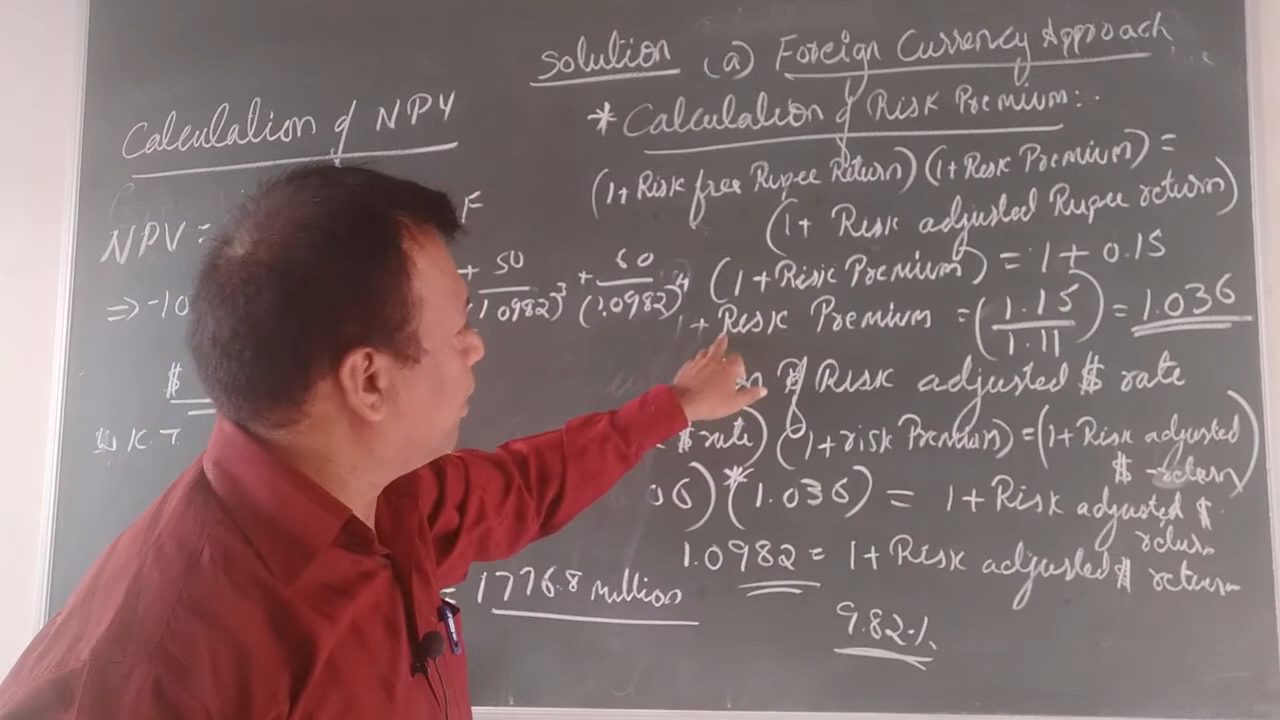 Solution (a) Foreign Currency Approach
* Calculation of Risk Premium:.
(1+Risk free Rupee Return) (1+Risk Premium) =
(1+ Risk adjusted Rupee return)
(1+Risk Premium) = 1 + 0.15
1+ Risk Premium = (1.15/1.11) = 1.036
Risk adjusted $ rate
$ rate) (1+risk Premium) = (1+ Risk adjusted
$ return)
06) * (1.036) = 1+Risk adjusted $
return
1.0982 = 1+ Risk adjusted $ return
9.82%
Calculation of NPV
NPV =
F
⇒ -10
+ 50/(1.0982)^3 + 60/(1.0982)^4
$
= 1776.8 million